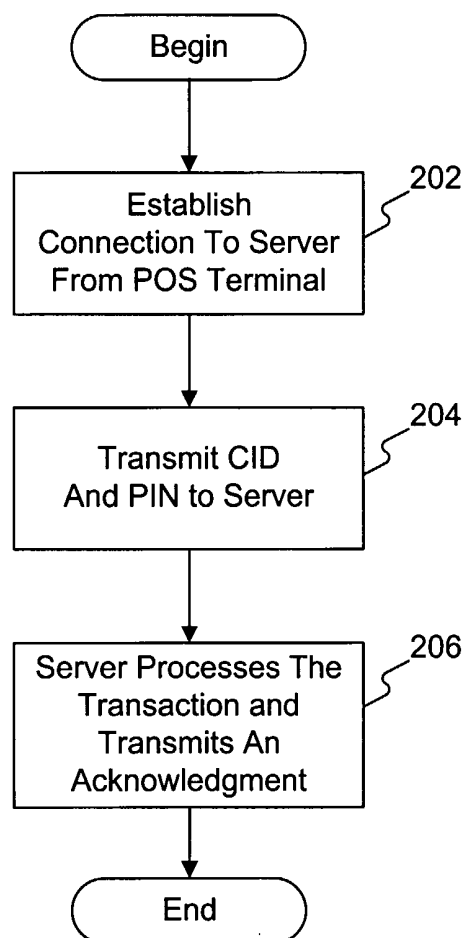 Begin
202
Establish
Connection To Server
From POS Terminal
204
Transmit CID
And PIN to Server
206
Server Processes The
Transaction and
Transmits An
Acknowledgment
End